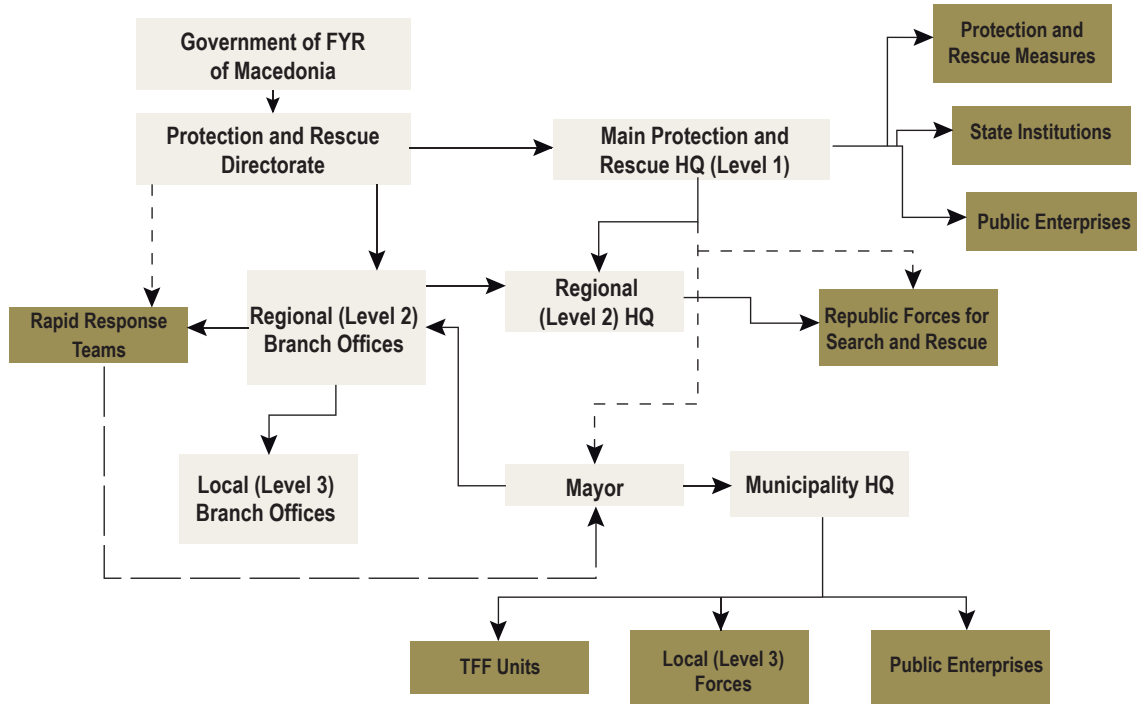 Government of FYR
of Macedonia
Protection and
Rescue Measures
Protection and Rescue
Directorate
Main Protection and
Rescue HQ (Level 1)
State Institutions
Public Enterprises
Rapid Response
Teams
Regional (Level 2)
Branch Offices
Regional
(Level 2) HQ
Republic Forces for
Search and Rescue
Local (Level 3)
Branch Offices
Mayor
Municipality HQ
TFF Units
Local (Level 3)
Forces
Public Enterprises